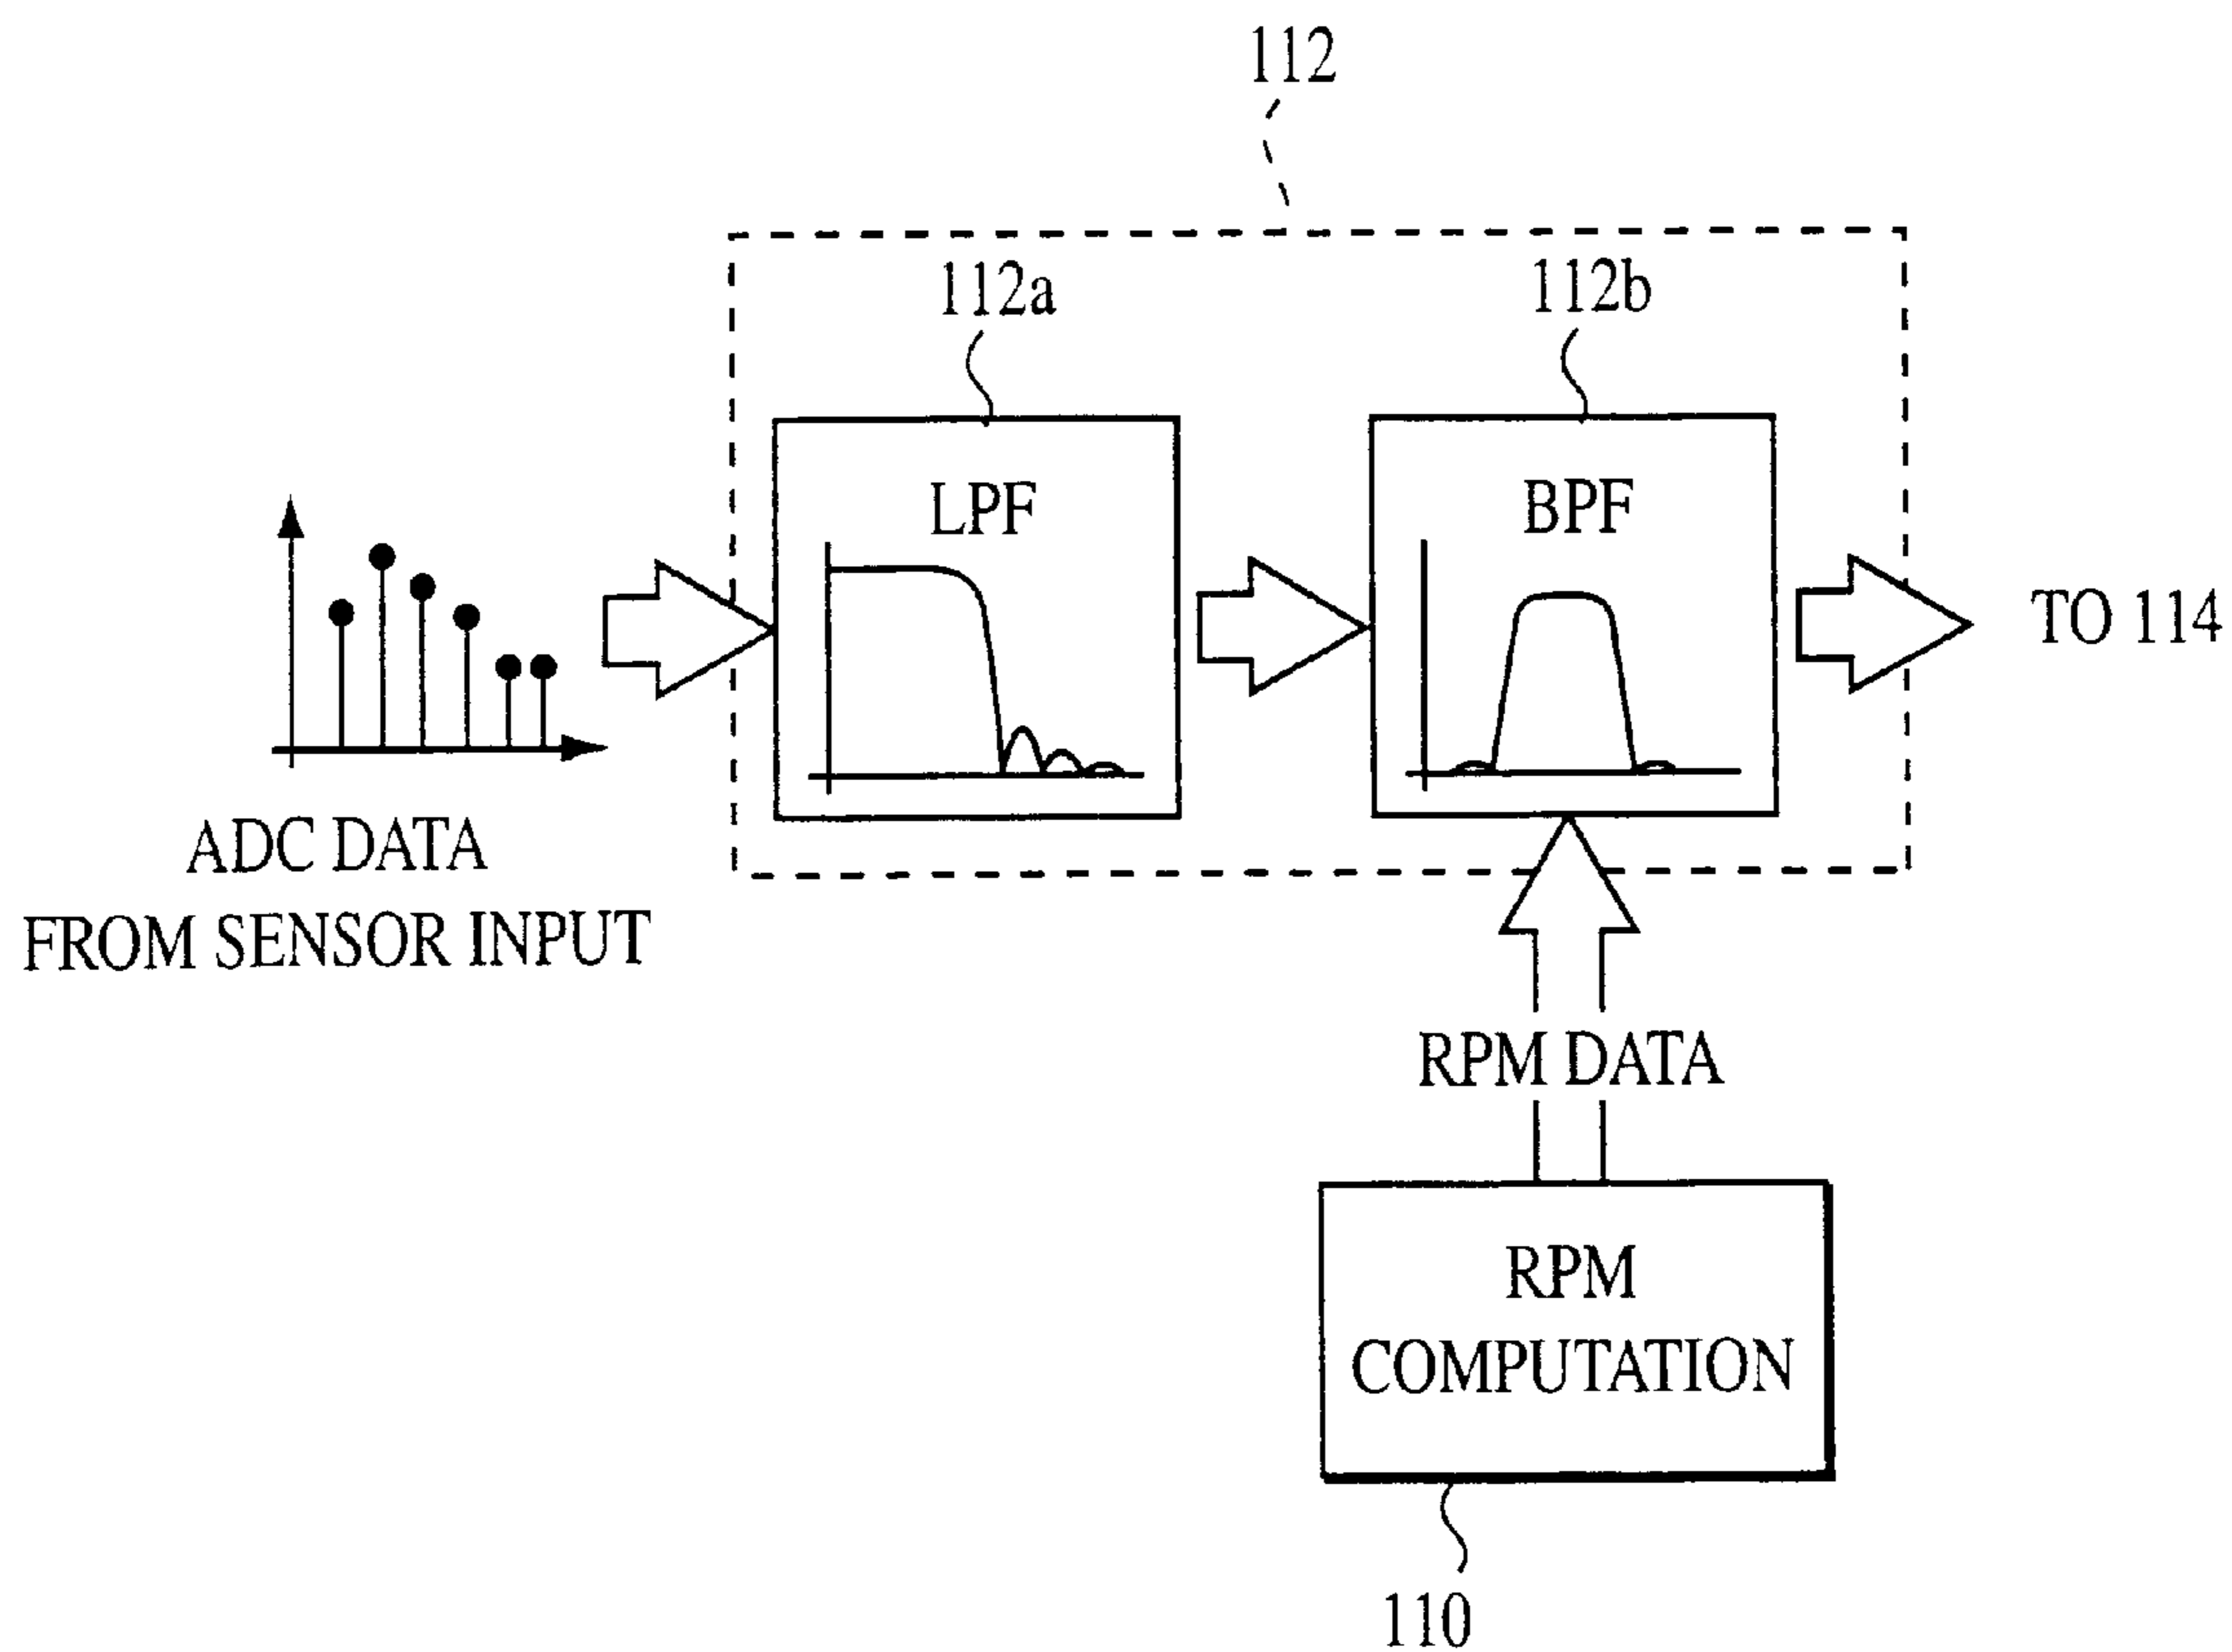 112
112a
112b
LPF
BPF
TO 114
ADC DATA
FROM SENSOR INPUT
RPM DATA
RPM
COMPUTATION
110